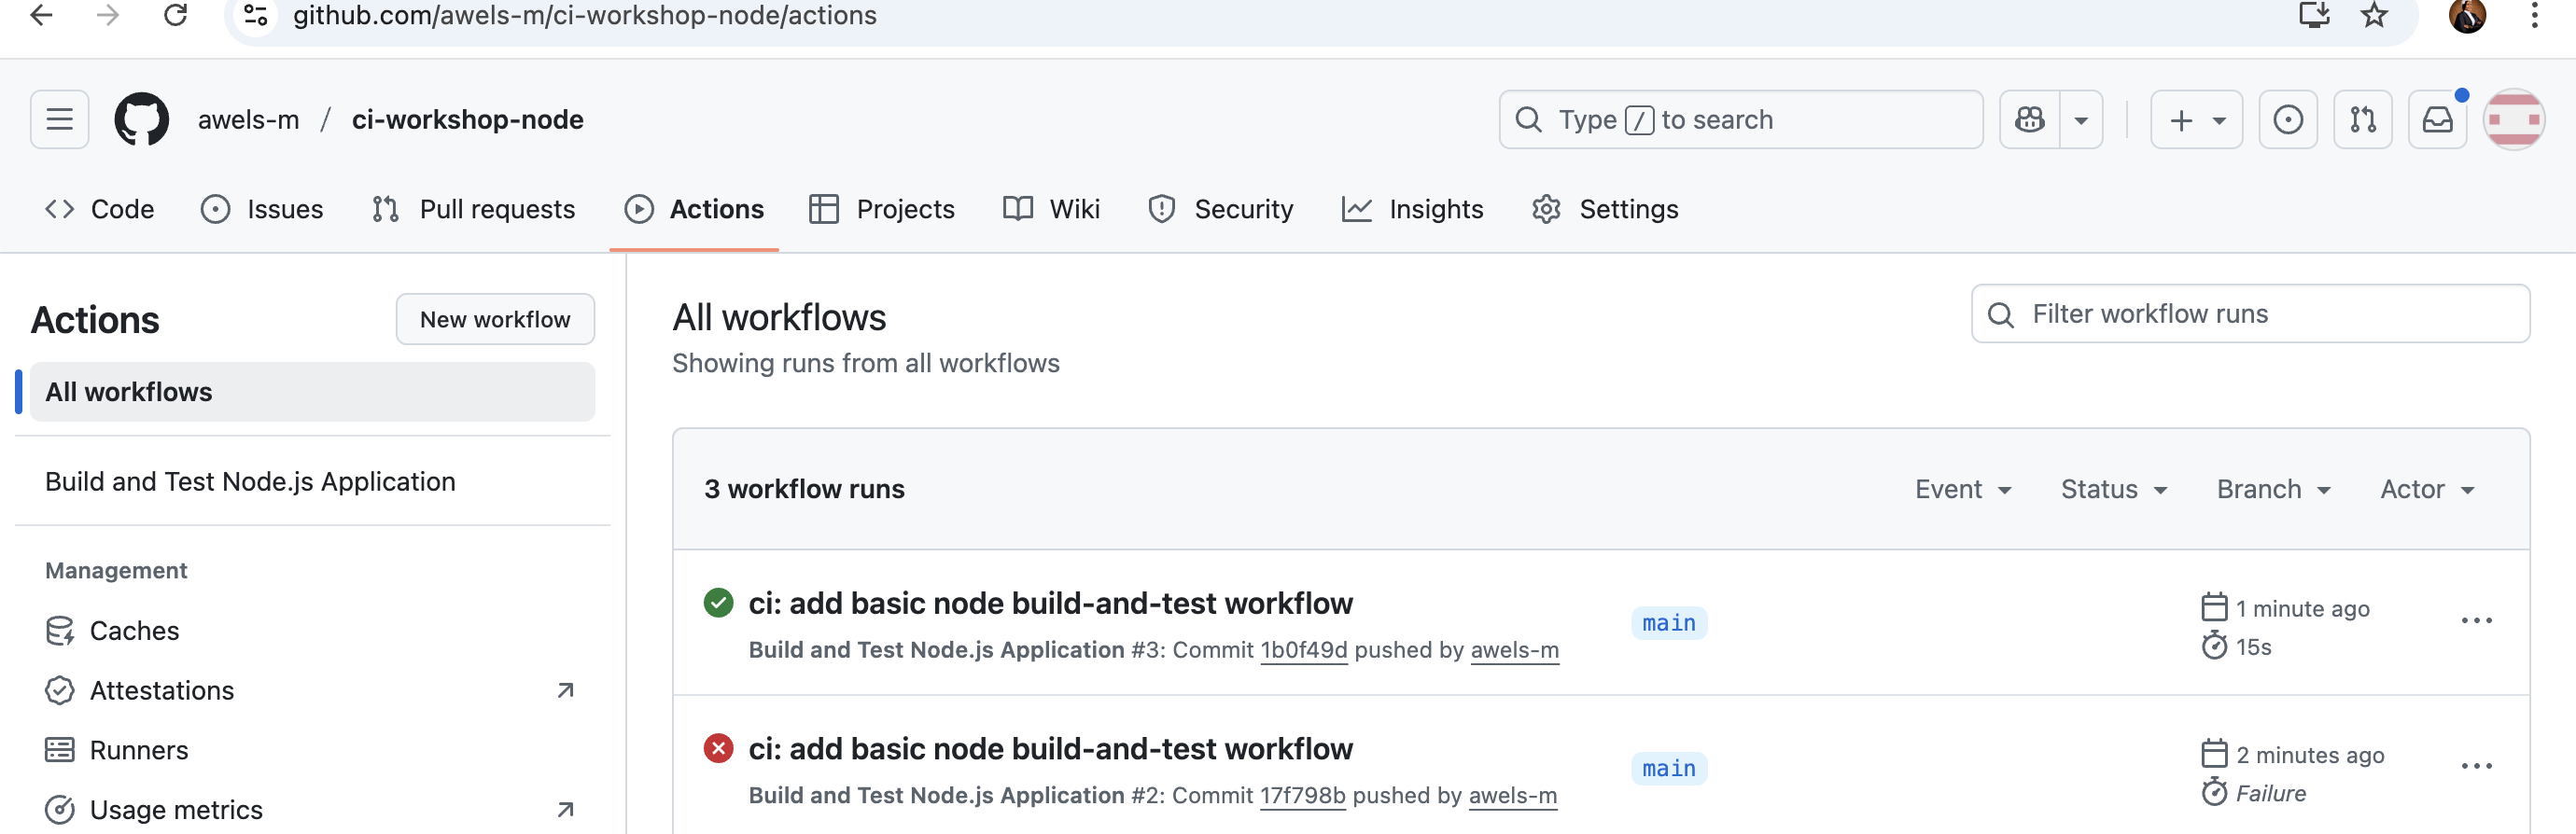 github.com/awels-m/ci-workshop-node/actions
awels-m / ci-workshop-node
Type / to search
Code Issues Pull requests Actions Projects Wiki Security Insights Settings
Actions
New workflow
All workflows
Build and Test Node.js Application
Management
Caches
Attestations
Runners
Usage metrics
All workflows
Showing runs from all workflows
Filter workflow runs
3 workflow runs
Event Status Branch Actor
ci: add basic node build-and-test workflow
Build and Test Node.js Application #3: Commit 1b0f49d pushed by awels-m
main
1 minute ago
15s
ci: add basic node build-and-test workflow
Build and Test Node.js Application #2: Commit 17f798b pushed by awels-m
main
2 minutes ago
Failure